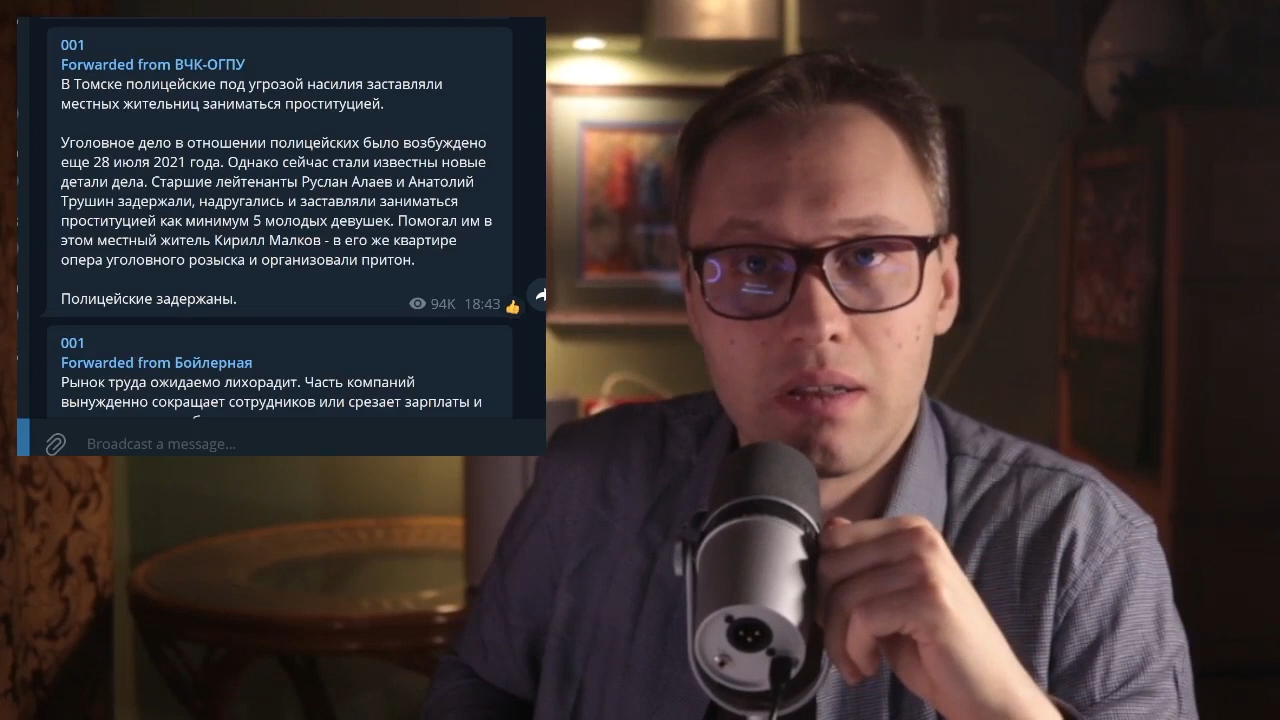 001
Forwarded from ВЧК-ОГПУ
В Томске полицейские под угрозой насилия заставляли
местных жительниц заниматься проституцией.
Уголовное дело в отношении полицейских было возбуждено
еще 28 июля 2021 года. Однако сейчас стали известны новые
детали дела. Старшие лейтенанты Руслан Алаев и Анатолий
Трушин задержали, надругались и заставляли заниматься
проституцией как минимум 5 молодых девушек. Помогал им в
этом местный житель Кирилл Малков - в его же квартире
опера уголовного розыска и организовали притон.
Полицейские задержаны.
94K 18:43
001
Forwarded from Бойлерная
Рынок труда ожидаемо лихорадит. Часть компаний
вынужденно сокращает сотрудников или срезает зарплаты и
Broadcast a message...